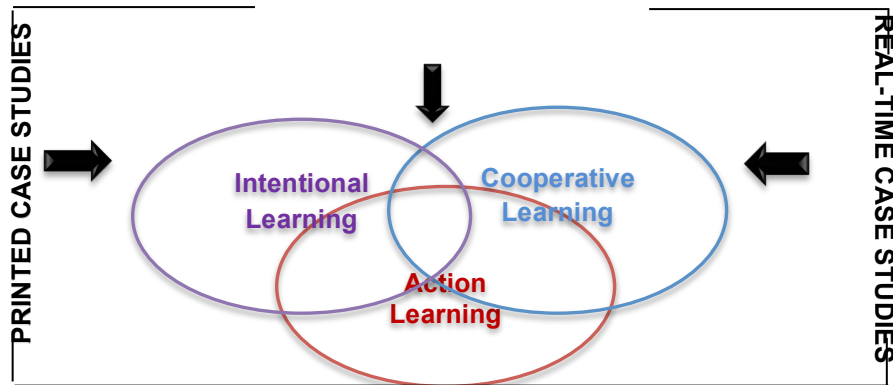 PRINTED CASE STUDIES
Intentional
Learning
Cooperative
Learning
Action
Learning
REAL-TIME CASE STUDIES